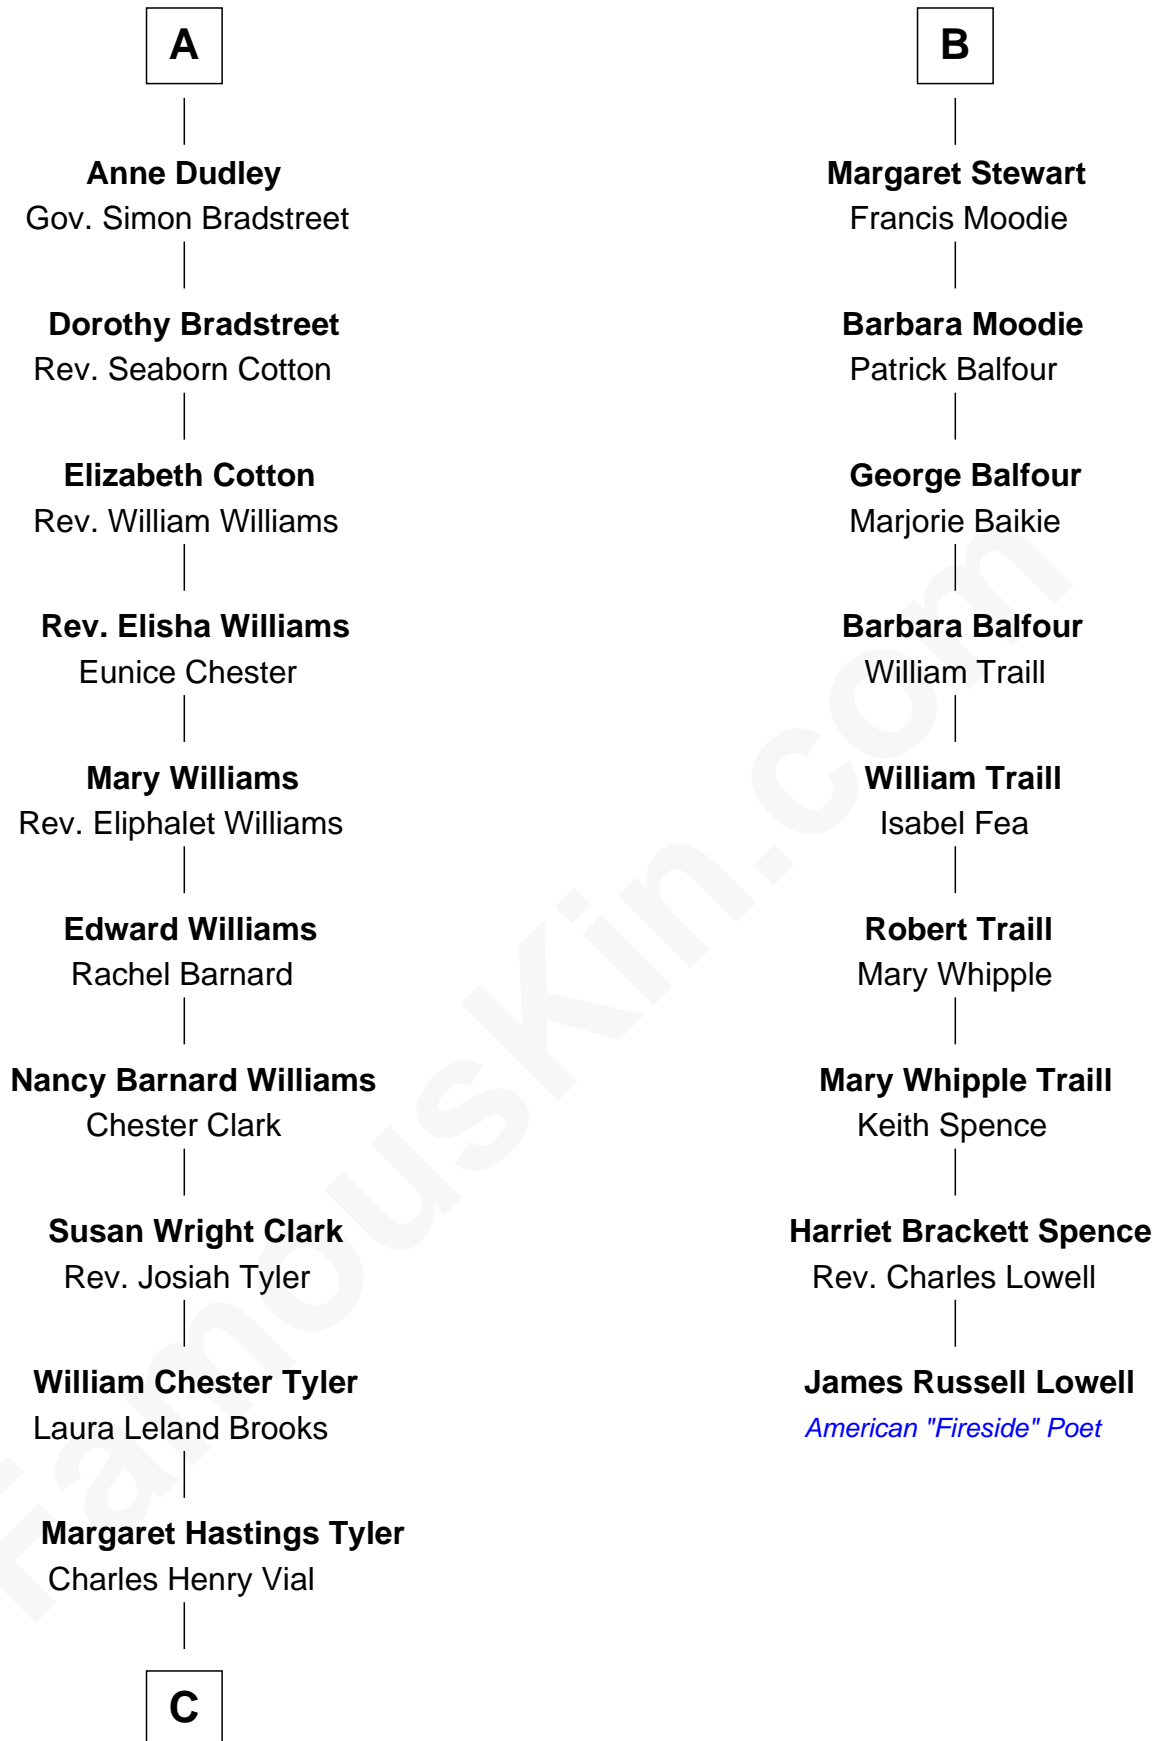 A
Anne Dudley
Gov. Simon Bradstreet
Dorothy Bradstreet
Rev. Seaborn Cotton
Elizabeth Cotton
Rev. William Williams
Rev. Elisha Williams
Eunice Chester
Mary Williams
Rev. Eliphalet Williams
Edward Williams
Rachel Barnard
Nancy Barnard Williams
Chester Clark
Susan Wright Clark
Rev. Josiah Tyler
William Chester Tyler
Laura Leland Brooks
Margaret Hastings Tyler
Charles Henry Vial
C
B
Margaret Stewart
Francis Moodie
Barbara Moodie
Patrick Balfour
George Balfour
Marjorie Baikie
Barbara Balfour
William Traill
William Traill
Isabel Fea
Robert Traill
Mary Whipple
Mary Whipple Traill
Keith Spence
Harriet Brackett Spence
Rev. Charles Lowell
James Russell Lowell
American "Fireside" Poet
FamousKin.com